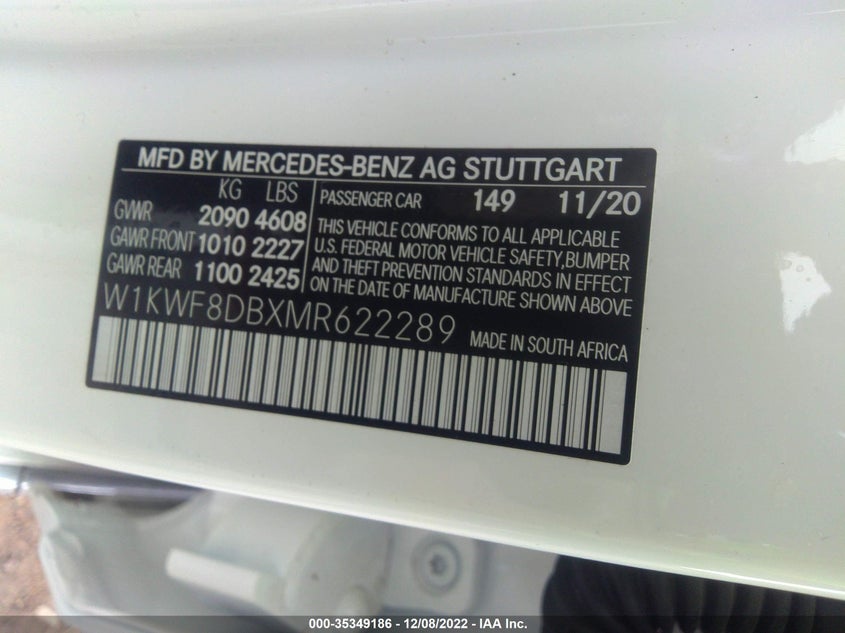 MFD BY MERCEDES-BENZ AG STUTTGART
KG LBS
GVWR 2090 4608
GAWR FRONT 1010 2227
GAWR REAR 1100 2425
PASSENGER CAR 149 11/20
THIS VEHICLE CONFORMS TO ALL APPLICABLE
U.S. FEDERAL MOTOR VEHICLE SAFETY,BUMPER
AND THEFT PREVENTION STANDARDS IN EFFECT
ON THE DATE OF MANUFACTURE SHOWN ABOVE
W1KWF8DBXMR622289
MADE IN SOUTH AFRICA
000-35349186 - 12/08/2022 - IAA Inc.